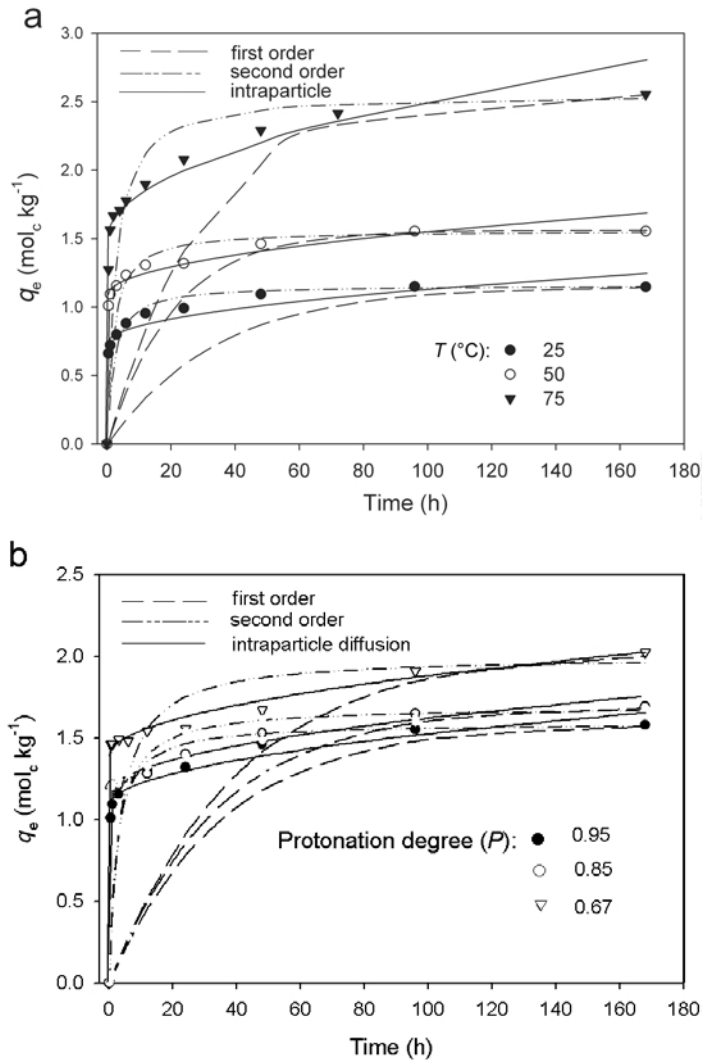 a
3.0
first order
second order
intraparticle
2.5
2.0
qe (molc kg-1)
1.5
1.0
T (°C): 25
50
0.5
75
0.0
0 20 40 60 80 100 120 140 160 180
Time (h)
b
2.5
first order
second order
intraparticle diffusion
2.0
qe (molc kg-1)
1.5
1.0
Protonation degree (P): 0.95
0.85
0.5
0.67
0.0
0 20 40 60 80 100 120 140 160 180
Time (h)